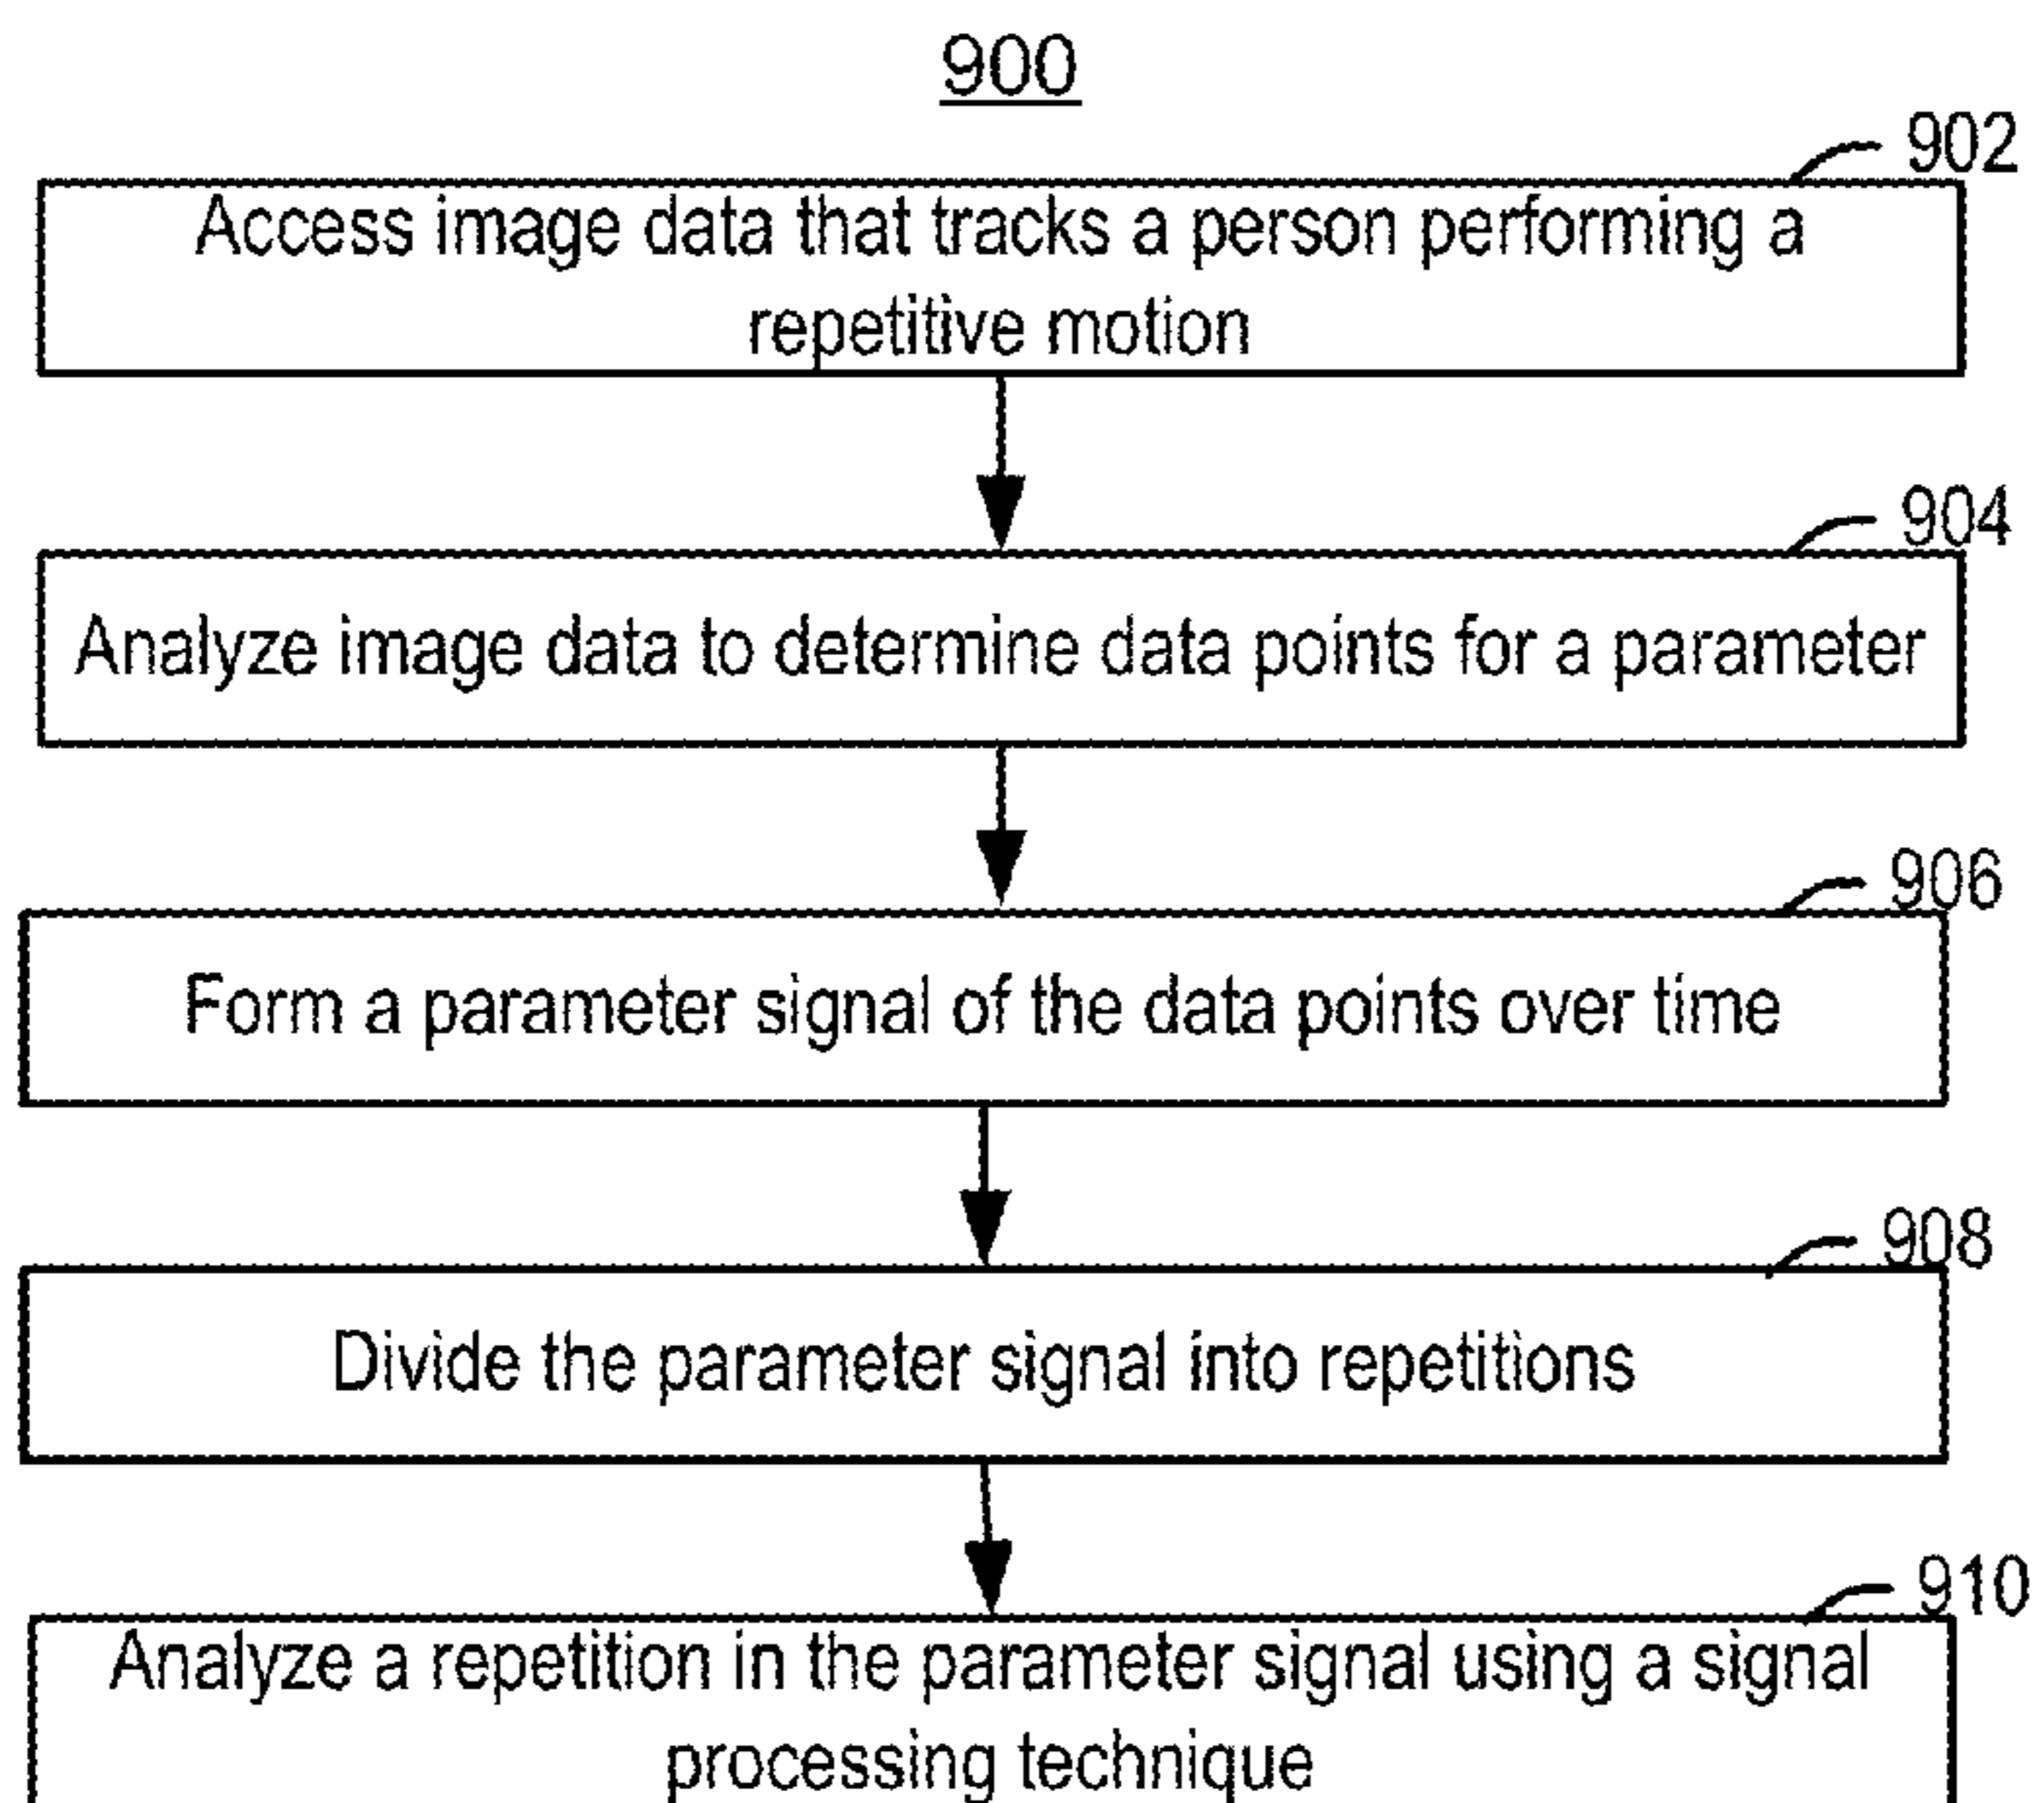 900
902
Access image data that tracks a person performing a
repetitive motion
904
Analyze image data to determine data points for a parameter
906
Form a parameter signal of the data points over time
908
Divide the parameter signal into repetitions
910
Analyze a repetition in the parameter signal using a signal
processing technique